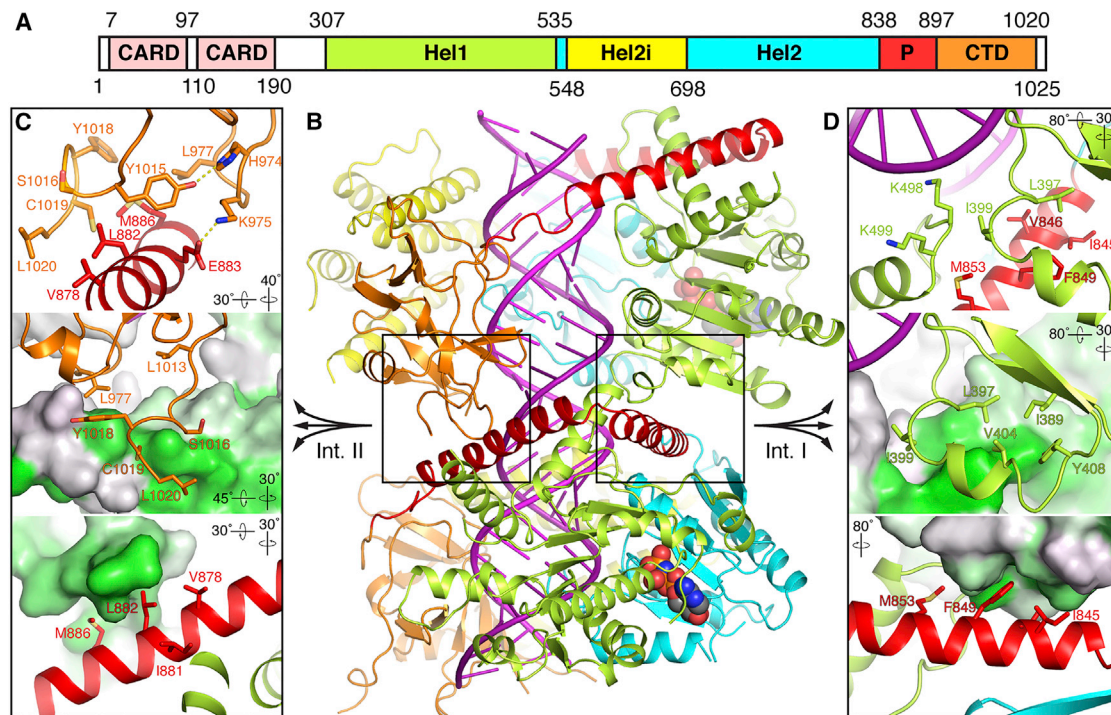 A
7 97 307 535 838 897 1020
CARD CARD Hel1 Hel2i Hel2 P CTD
1 110 190 548 698 1025
C
Y1018
L977
Y1015
H974
S1016
C1019
M886
L882
K975
L1020
E883
V878
30° 40°
L1013
L977
Y1018
S1016
C1019
L1020
45° 30°
30° 30°
V878
L882
M886
I881
B
Int. II
Int. I
D
80° 30°
K498
L397
I399
V846
K499
I845
M853
F849
80° 30°
L397
I389
I399
V404
Y408
80°
M853
F849
I845